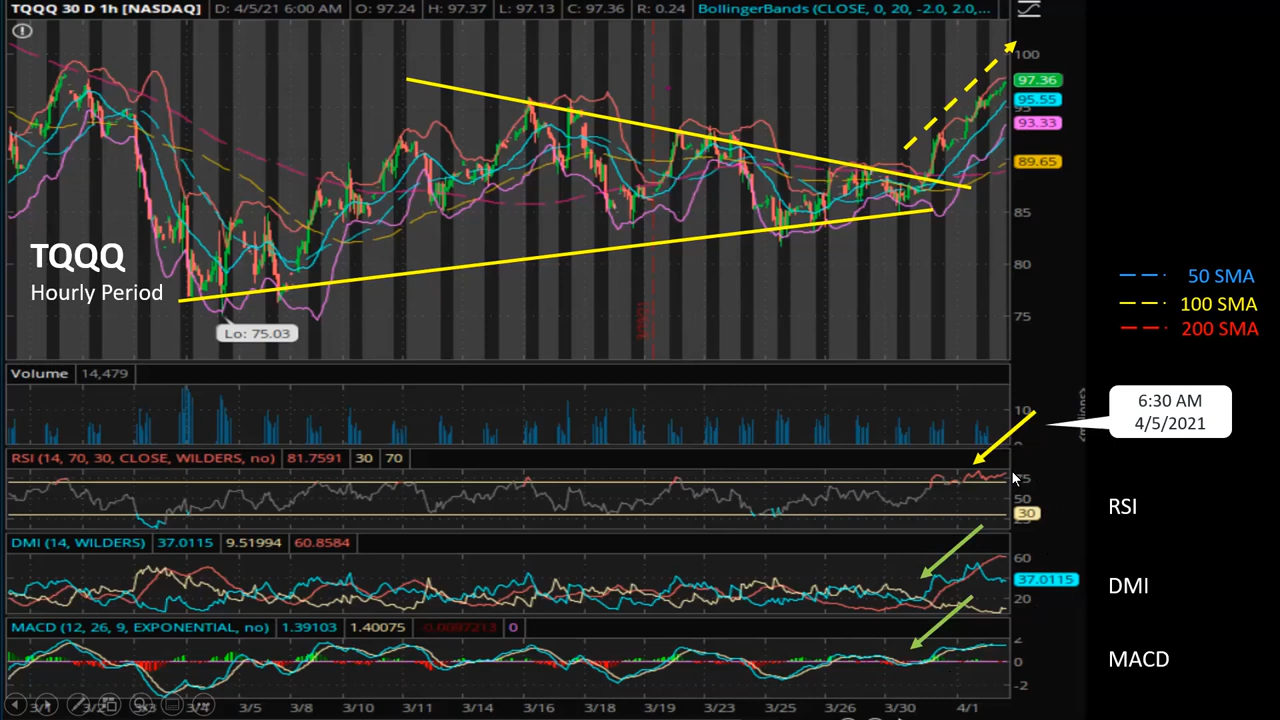 TQQQ 30 D 1h [NASDAQ] D: 4/5/21 6:00 AM O: 97.24 H: 97.37 L: 97.13 C: 97.36 R: 0.24 BollingerBands (CLOSE, 0, 20, -2.0, 2.0,...
100
97.36
95
95.55
93.33
89.65
85
80
75
TQQQ
Hourly Period
Lo: 75.03
50 SMA
100 SMA
200 SMA
Volume 14,479
10
6:30 AM
4/5/2021
RSI (14, 70, 30, CLOSE, WILDERS, no) 81.7591 30 70
75
50
30
25
RSI
DMI (14, WILDERS) 37.0115 9.51994 60.8584
60
37.0115
20
DMI
MACD (12, 26, 9, EXPONENTIAL, no) 1.39103 1.40075 -0.0097213 0
0
-2
MACD
3/5 3/8 3/10 3/11 3/14 3/16 3/18 3/19 3/23 3/25 3/26 3/30 4/1